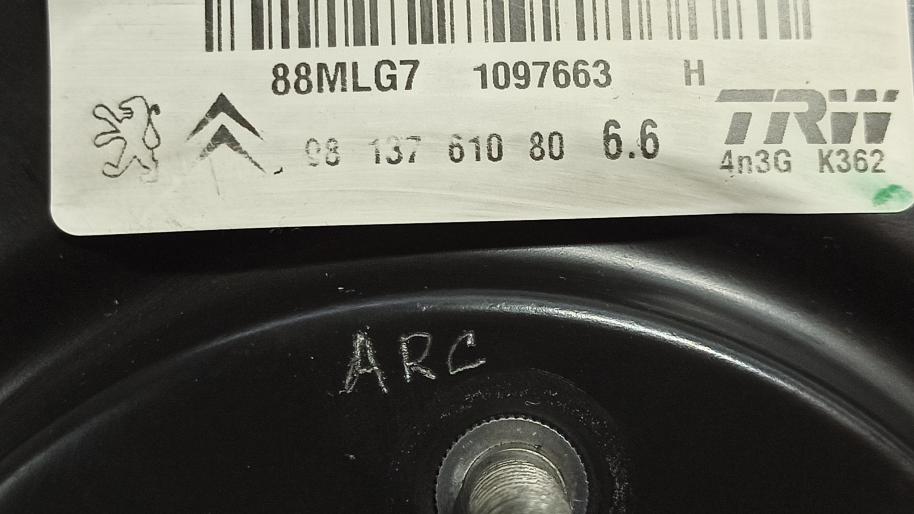 88MLG7 1097663 H
TRW
98 137 610 80 6.6
4n3G K362
ARC